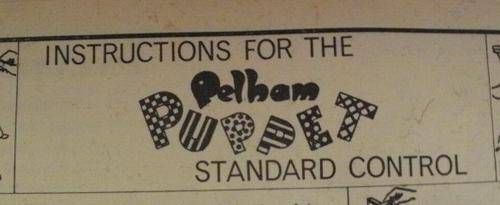 INSTRUCTIONS FOR THE
Pelham
PUPPET
STANDARD CONTROL